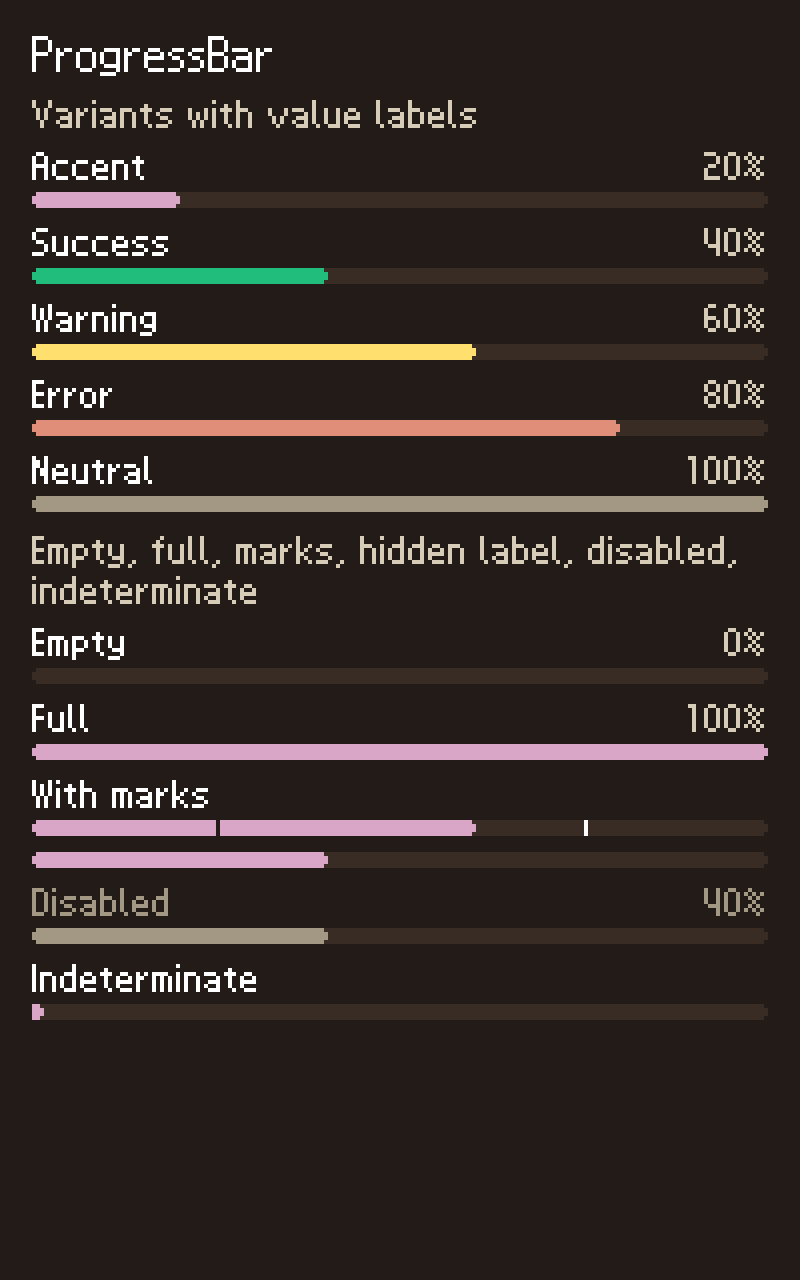 ProgressBar
Variants with value labels
Accent 20%
Success 40%
Warning 60%
Error 80%
Neutral 100%
Empty, full, marks, hidden label, disabled,
indeterminate
Empty 0%
Full 100%
With marks
Disabled 40%
Indeterminate